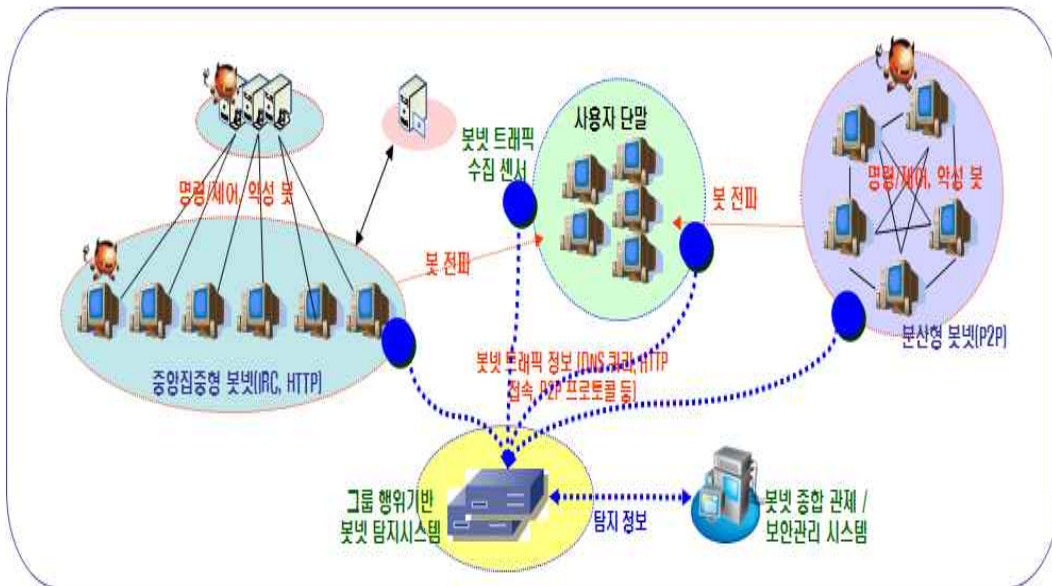 봇넷 트래픽
수집 센서
사용자 단말
명령/제어, 악성 봇
명령/제어, 악성 봇
봇 전파
봇 전파
중앙집중형 봇넷(IRC, HTTP)
분산형 봇넷(P2P)
봇넷 트래픽 정보 (DNS 쿼리, HTTP
접속, P2P 프로토콜 등)
그룹 행위기반
봇넷 탐지시스템
탐지 정보
봇넷 종합 관제 /
보안관리 시스템